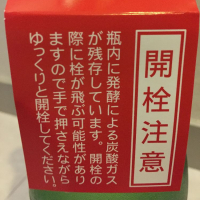 開栓注意
瓶内に発酵による炭酸ガス
が残存しています。開栓の
際に栓が飛ぶ可能性があり
ますので手で押さえながら
ゆっくりと開栓してください。